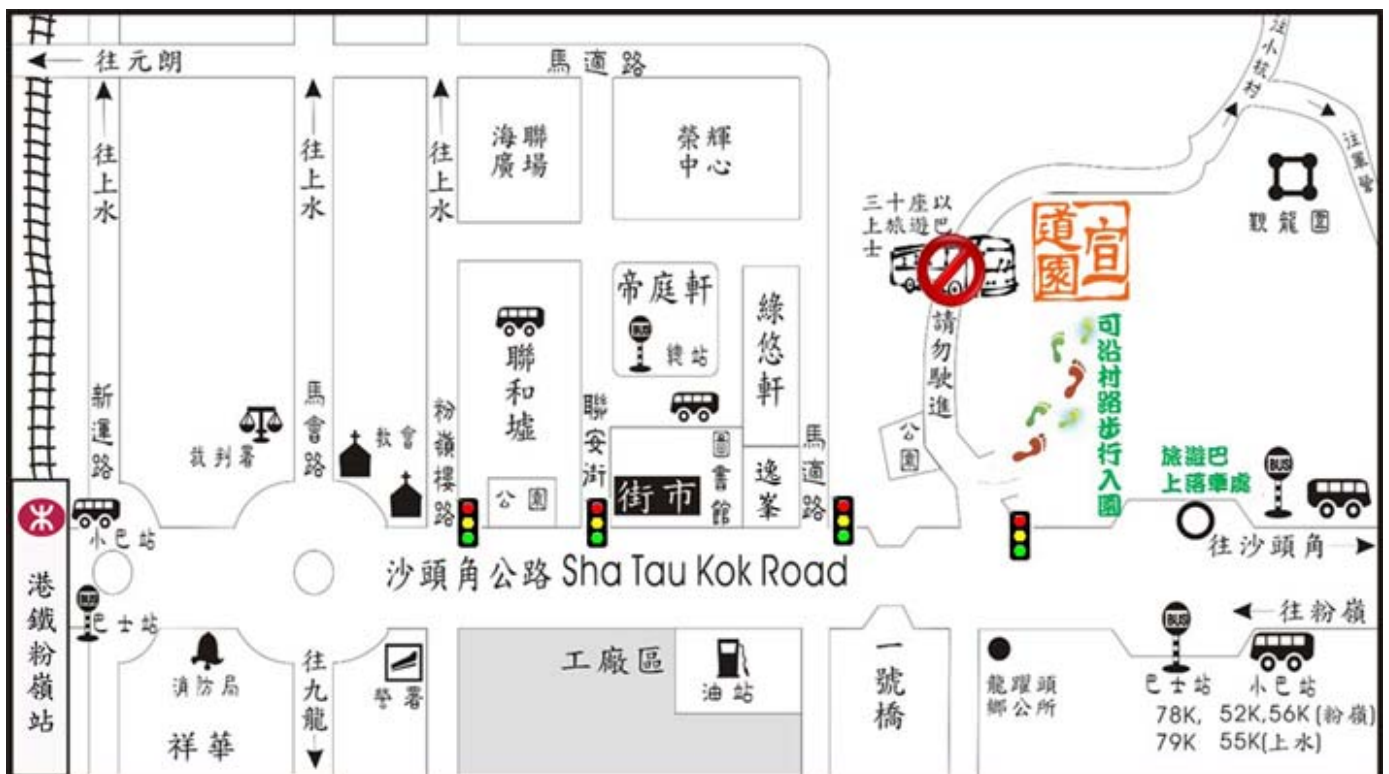 往元朗
馬適路
往小坑村
往軍營
往上水
往上水
往上水
海聯
廣場
榮輝
中心
三十座以
上旅遊巴
士
請勿駛進
宣
道
園
觀龍圍
帝庭軒
BUS
總站
綠悠軒
聯和墟
可沿村路步行入園
新運路
裁判署
馬會路
教會
粉嶺樓路
公園
聯安街
街市
圖書館
逸峯
馬適路
公園
旅遊巴
上落車處
BUS
小巴站
沙頭角公路 Sha Tau Kok Road
往沙頭角
港鐵粉嶺站
BUS
巴士站
往粉嶺
消防局
祥華
往九龍
警署
工廠區
油站
一號橋
龍躍頭
鄉公所
BUS
巴士站
小巴站
78K, 52K,56K (粉嶺)
79K 55K(上水)